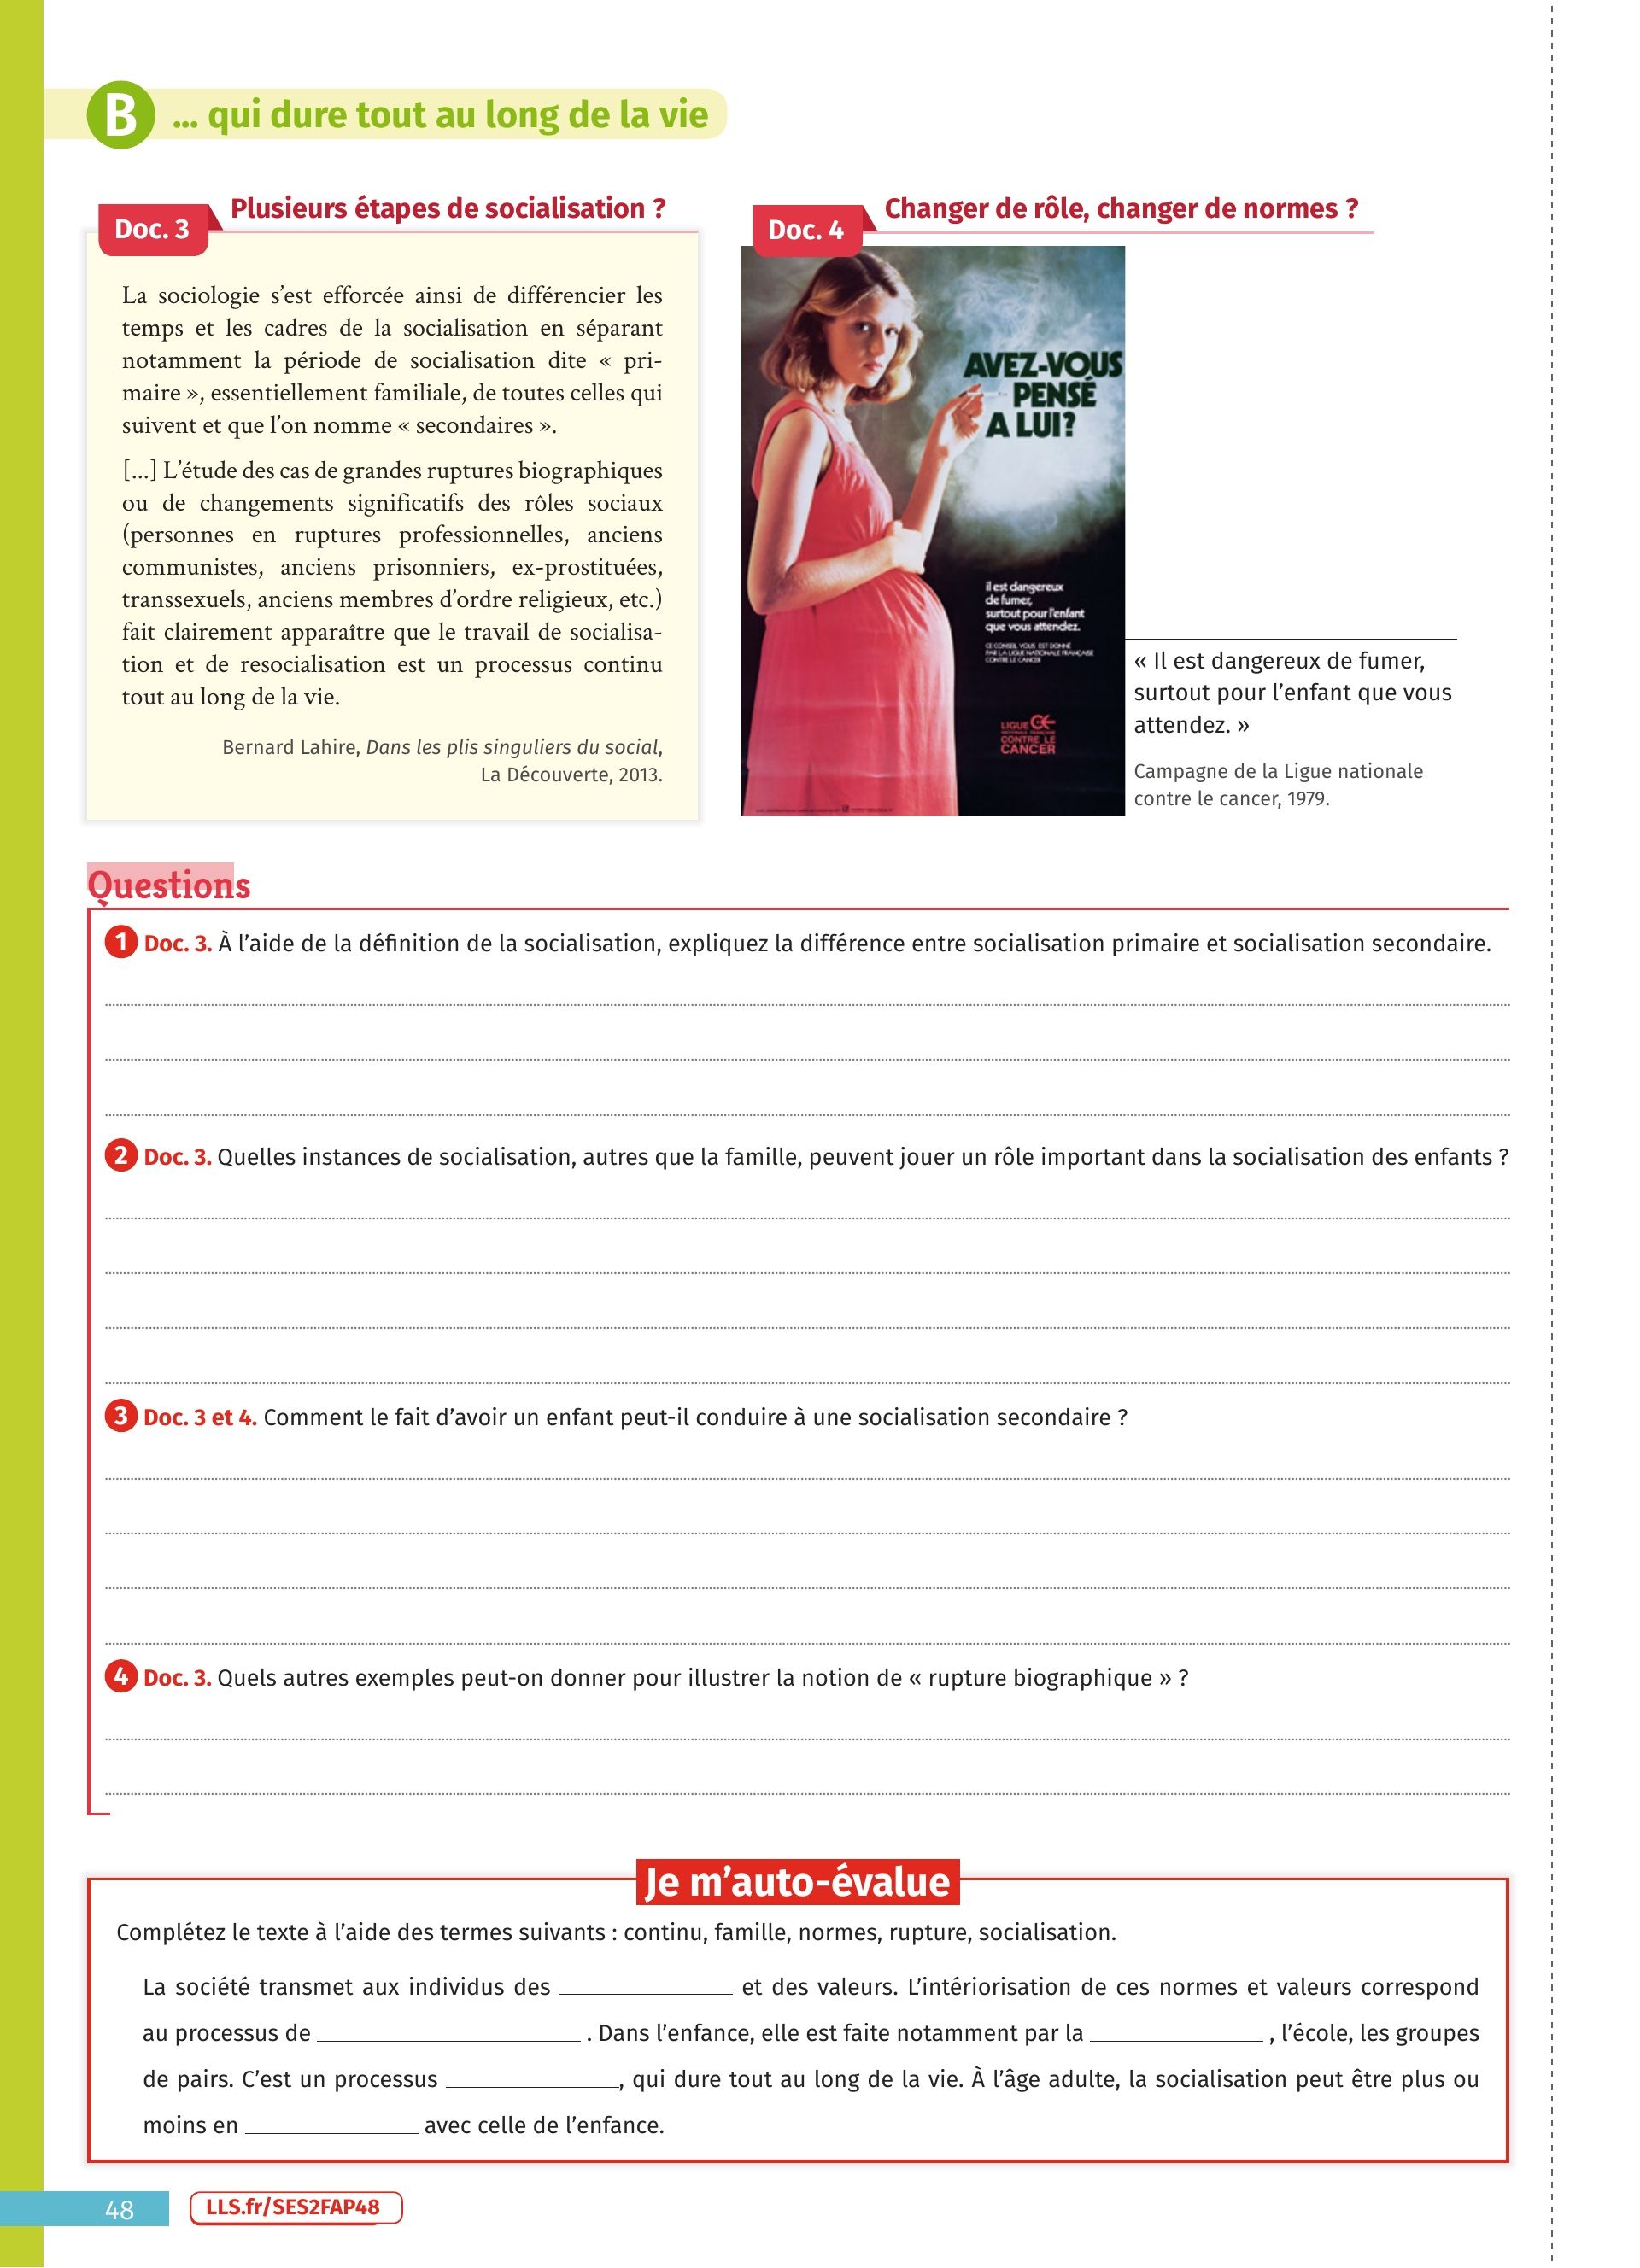 B ... qui dure tout au long de la vie
Doc. 3 Plusieurs étapes de socialisation ?
La sociologie s’est efforcée ainsi de différencier les
temps et les cadres de la socialisation en séparant
notamment la période de socialisation dite « pri-
maire », essentiellement familiale, de toutes celles qui
suivent et que l’on nomme « secondaires ».
[...] L’étude des cas de grandes ruptures biographiques
ou de changements significatifs des rôles sociaux
(personnes en ruptures professionnelles, anciens
communistes, anciens prisonniers, ex-prostituées,
transsexuels, anciens membres d’ordre religieux, etc.)
fait clairement apparaître que le travail de socialisa-
tion et de resocialisation est un processus continu
tout au long de la vie.
Bernard Lahire, Dans les plis singuliers du social,
La Découverte, 2013.
Doc. 4 Changer de rôle, changer de normes ?
AVEZ-VOUS
PENSÉ
A LUI?
il est dangereux
de fumer,
surtout pour l'enfant
que vous attendez.
CE CONSEIL VOUS EST DONNÉ
PAR LA LIGUE NATIONALE FRANÇAISE
CONTRE LE CANCER
LIGUE
NATIONALE FRANÇAISE
CONTRE LE
CANCER
« Il est dangereux de fumer,
surtout pour l’enfant que vous
attendez. »
Campagne de la Ligue nationale
contre le cancer, 1979.
Questions
1 Doc. 3. À l’aide de la définition de la socialisation, expliquez la différence entre socialisation primaire et socialisation secondaire.
2 Doc. 3. Quelles instances de socialisation, autres que la famille, peuvent jouer un rôle important dans la socialisation des enfants ?
3 Doc. 3 et 4. Comment le fait d’avoir un enfant peut-il conduire à une socialisation secondaire ?
4 Doc. 3. Quels autres exemples peut-on donner pour illustrer la notion de « rupture biographique » ?
Je m’auto-évalue
Complétez le texte à l’aide des termes suivants : continu, famille, normes, rupture, socialisation.
La société transmet aux individus des ____ et des valeurs. L’intériorisation de ces normes et valeurs correspond
au processus de ____ . Dans l’enfance, elle est faite notamment par la ____ , l’école, les groupes
de pairs. C’est un processus ____, qui dure tout au long de la vie. À l’âge adulte, la socialisation peut être plus ou
moins en ____ avec celle de l’enfance.
48
LLS.fr/SES2FAP48